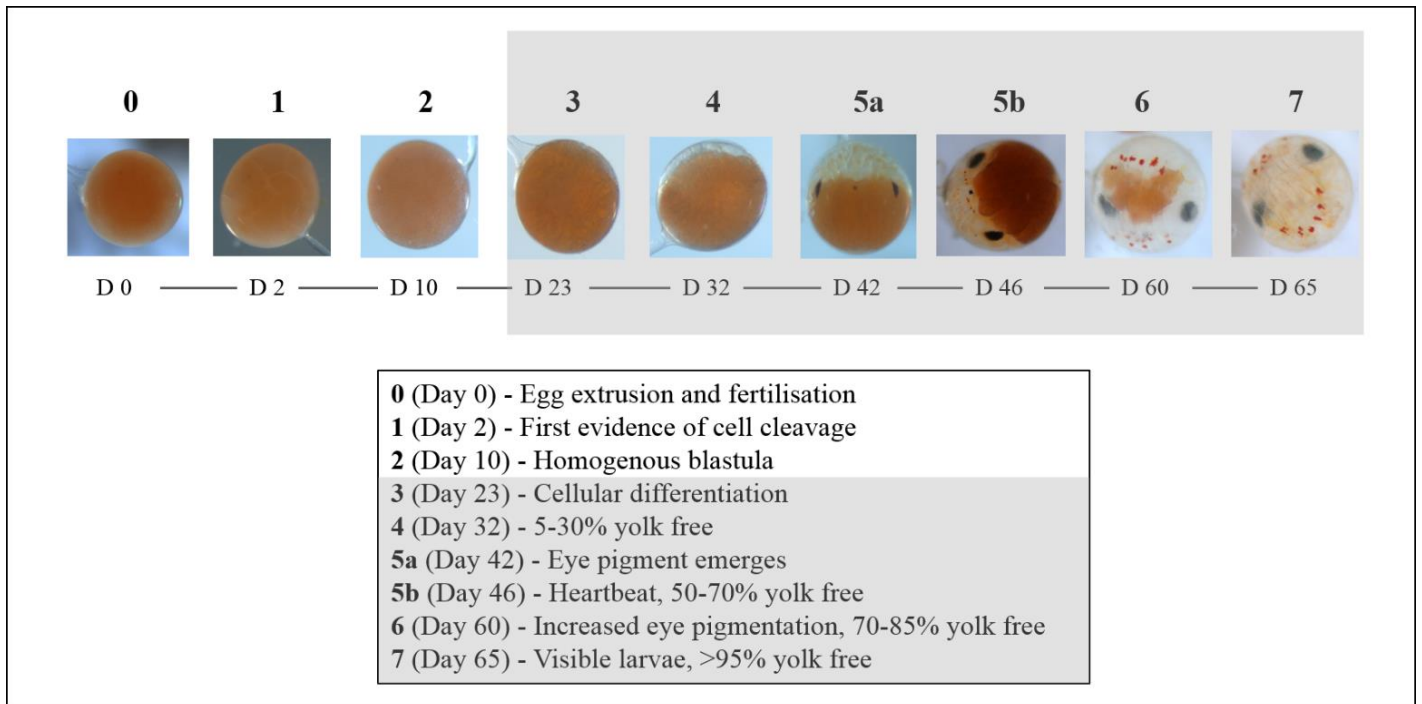 0 1 2 3 4 5a 5b 6 7
D 0 D 2 D 10 D 23 D 32 D 42 D 46 D 60 D 65
0 (Day 0) - Egg extrusion and fertilisation
1 (Day 2) - First evidence of cell cleavage
2 (Day 10) - Homogenous blastula
3 (Day 23) - Cellular differentiation
4 (Day 32) - 5-30% yolk free
5a (Day 42) - Eye pigment emerges
5b (Day 46) - Heartbeat, 50-70% yolk free
6 (Day 60) - Increased eye pigmentation, 70-85% yolk free
7 (Day 65) - Visible larvae, >95% yolk free